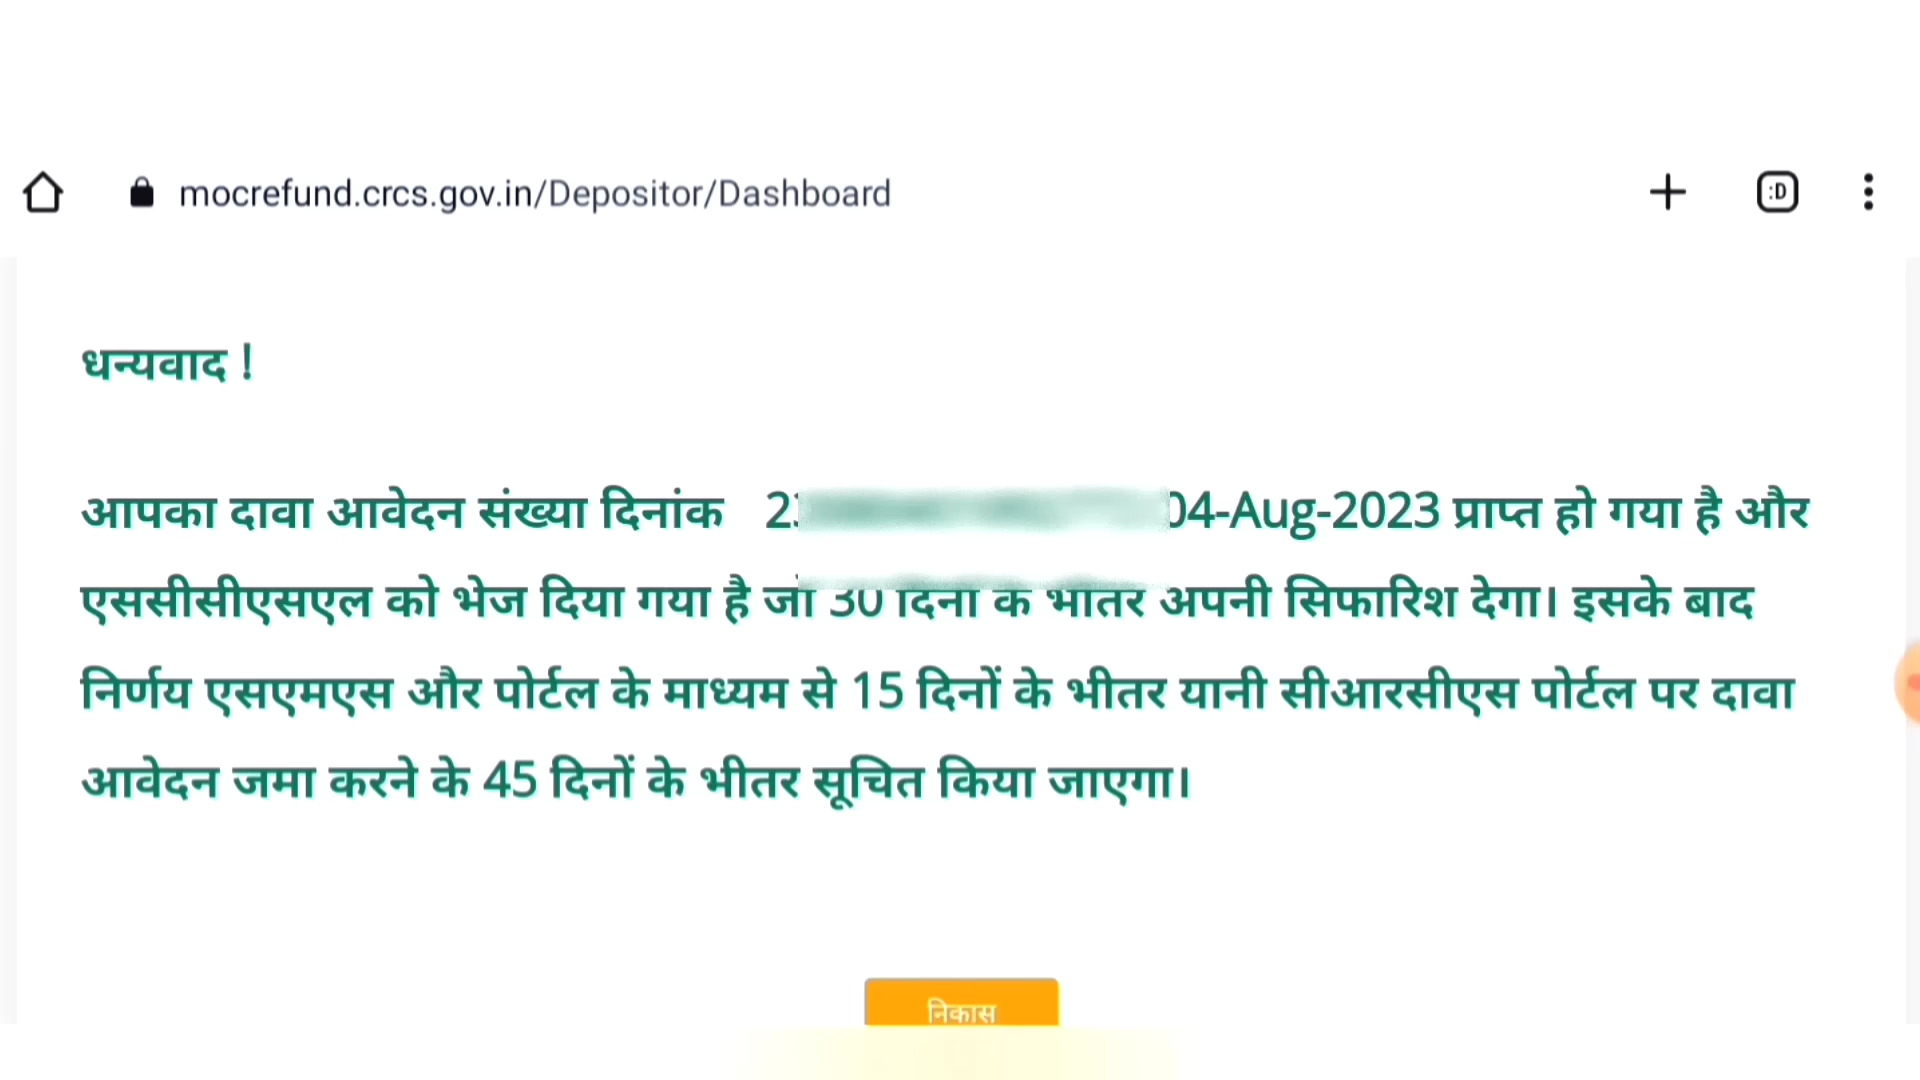 mocrefund.crcs.gov.in/Depositor/Dashboard
धन्यवाद !
आपका दावा आवेदन संख्या दिनांक 04-Aug-2023 प्राप्त हो गया है और
एससीसीएसएल को भेज दिया गया है जो 30 दिनों के भीतर अपनी सिफारिश देगा। इसके बाद
निर्णय एसएमएस और पोर्टल के माध्यम से 15 दिनों के भीतर यानी सीआरसीएस पोर्टल पर दावा
आवेदन जमा करने के 45 दिनों के भीतर सूचित किया जाएगा।
निकास